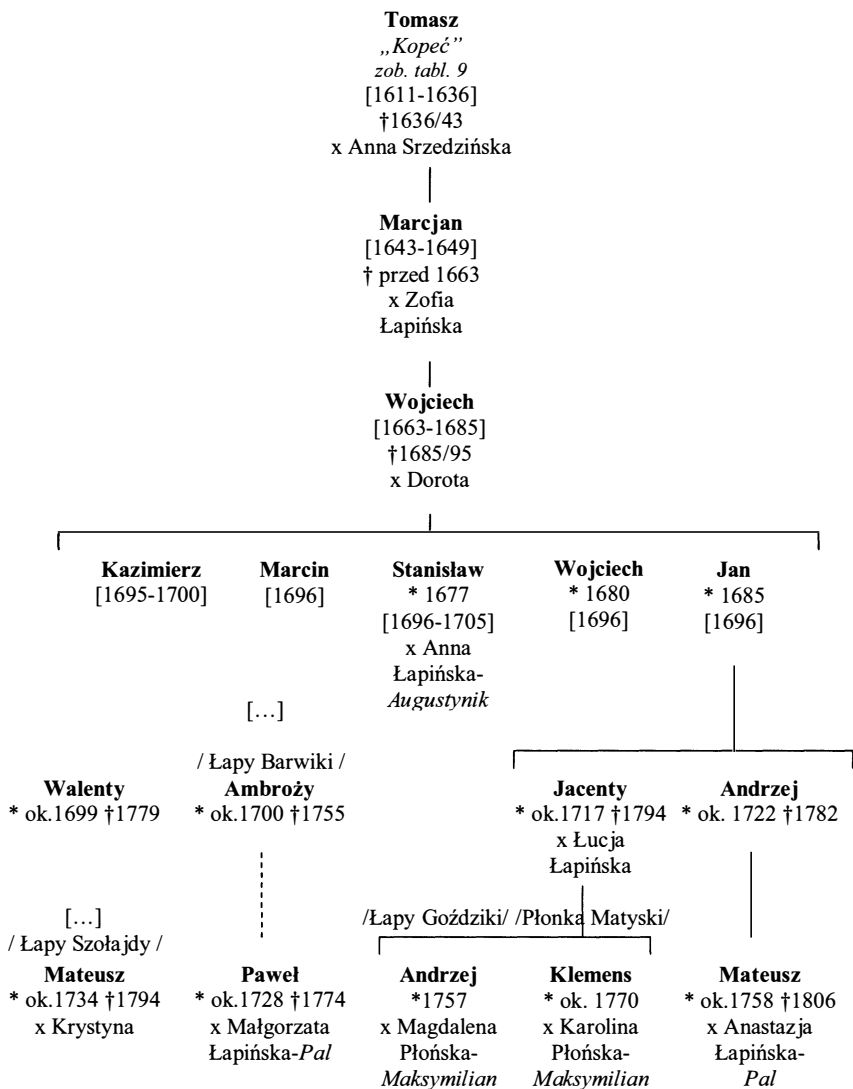 Tomasz
„Kopeć”
zob. tabl. 9
[1611-1636]
†1636/43
x Anna Srzedzińska
Marcjan
[1643-1649]
† przed 1663
x Zofia
Łapińska
Wojciech
[1663-1685]
†1685/95
x Dorota
Kazimierz
[1695-1700]
Marcin
[1696]
Stanisław
* 1677
[1696-1705]
x Anna
Łapińska-
Augustynik
Wojciech
* 1680
[1696]
Jan
* 1685
[1696]
Walenty
* ok.1699 †1779
[…]
/ Łapy Barwiki /
Ambroży
* ok.1700 †1755
Jacenty
* ok.1717 †1794
x Łucja
Łapińska
Andrzej
* ok. 1722 †1782
[…]
/ Łapy Szołajdy /
Mateusz
* ok.1734 †1794
x Krystyna
Paweł
* ok.1728 †1774
x Małgorzata
Łapińska-Pal
/Łapy Goździki/ /Płonka Matyski/
Andrzej
*1757
x Magdalena
Płońska-
Maksymilian
Klemens
* ok. 1770
x Karolina
Płońska-
Maksymilian
Mateusz
* ok.1758 †1806
x Anastazja
Łapińska-
Pal